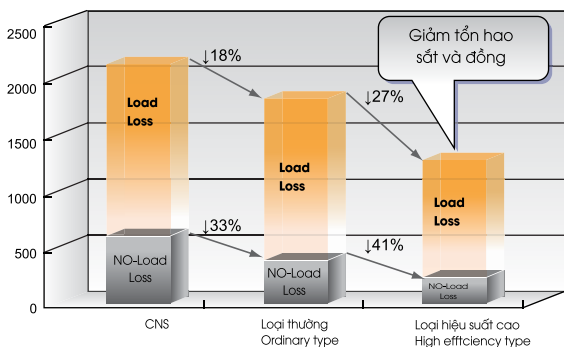 2500
2000
1500
1000
500
0
↓18%
↓27%
↓33%
↓41%
Giảm tổn hao
sắt và đồng
Load
Loss
Load
Loss
Load
Loss
NO-Load
Loss
NO-Load
Loss
NO-Load
Loss
CNS
Loại thường
Ordinary type
Loại hiệu suất cao
High efftciency type